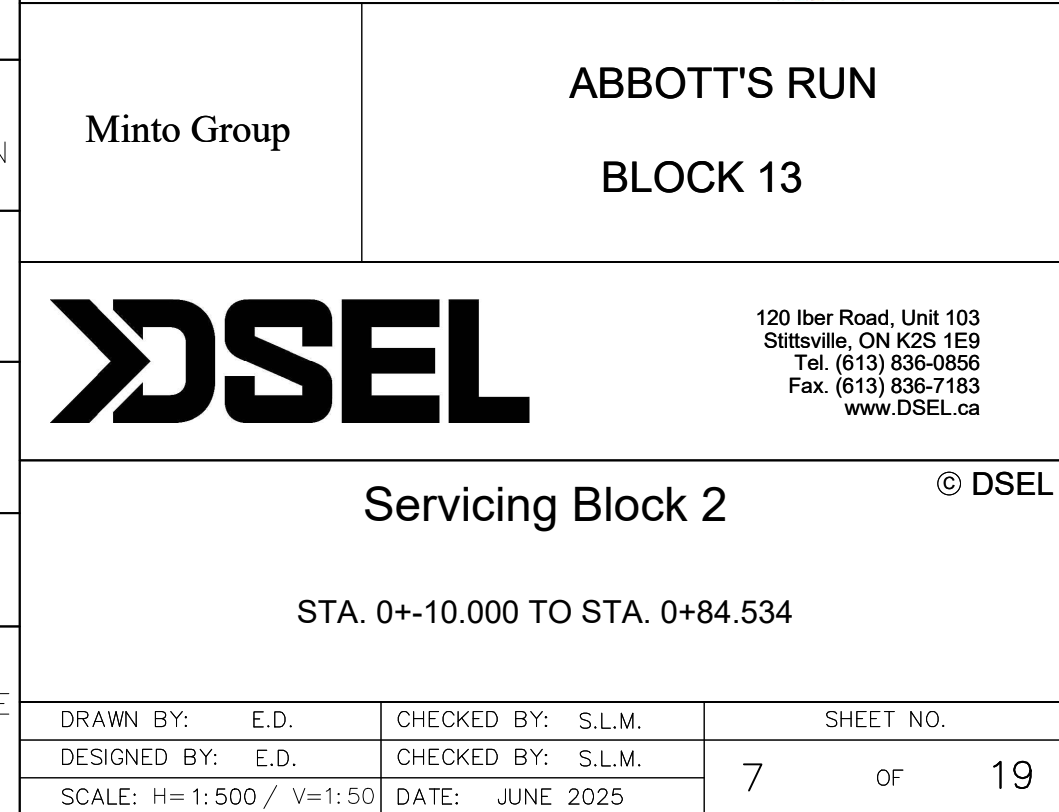 Minto Group
ABBOTT'S RUN
BLOCK 13
DSEL
120 Iber Road, Unit 103
Stittsville, ON K2S 1E9
Tel. (613) 836-0856
Fax. (613) 836-7183
www.DSEL.ca
© DSEL
Servicing Block 2
STA. 0+-10.000 TO STA. 0+84.534
DRAWN BY: E.D.
CHECKED BY: S.L.M.
SHEET NO.
DESIGNED BY: E.D.
CHECKED BY: S.L.M.
7 OF 19
SCALE: H=1:500 / V=1:50
DATE: JUNE 2025